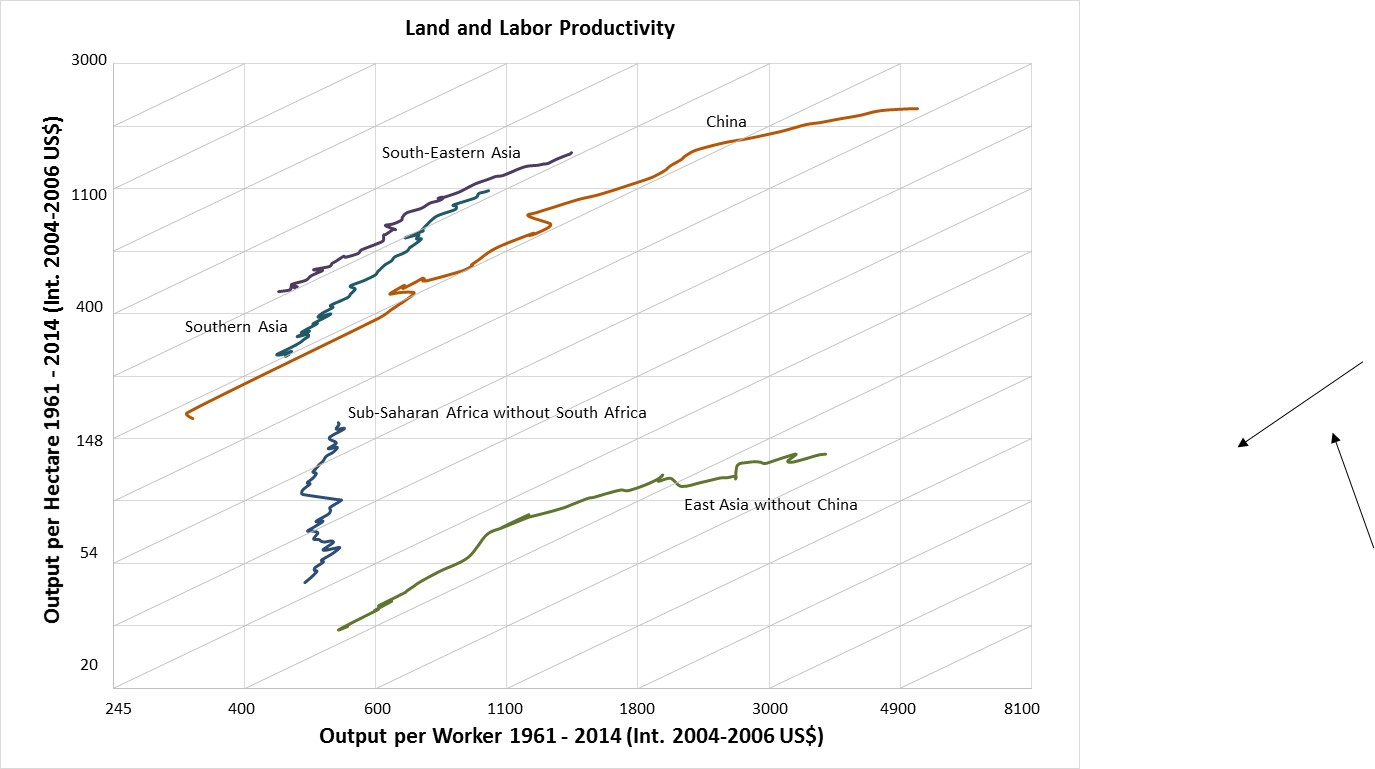 Land and Labor Productivity
3000
China
South-Eastern Asia
1100
400
Southern Asia
Sub-Saharan Africa without South Africa
148
East Asia without China
54
20
Output per Hectare 1961 - 2014 (Int. 2004-2006 US$)
245 400 600 1100 1800 3000 4900 8100
Output per Worker 1961 - 2014 (Int. 2004-2006 US$)